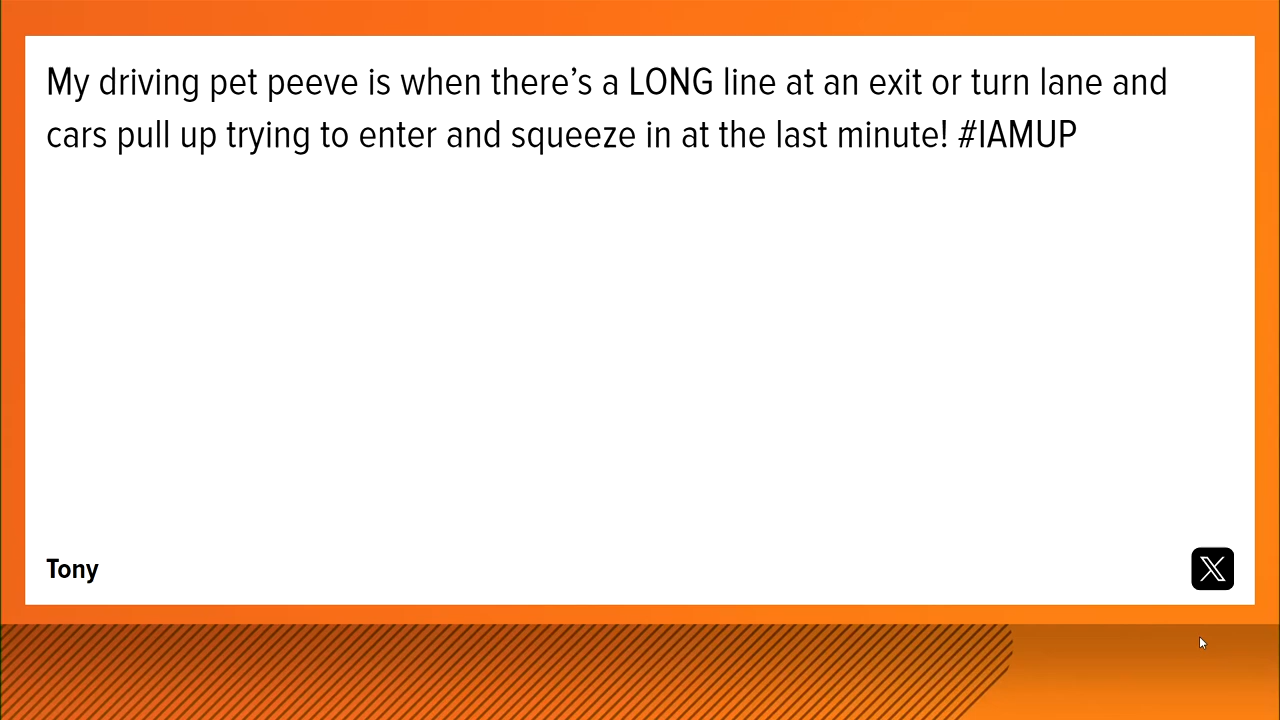 My driving pet peeve is when there’s a LONG line at an exit or turn lane and
cars pull up trying to enter and squeeze in at the last minute! #IAMUP
Tony